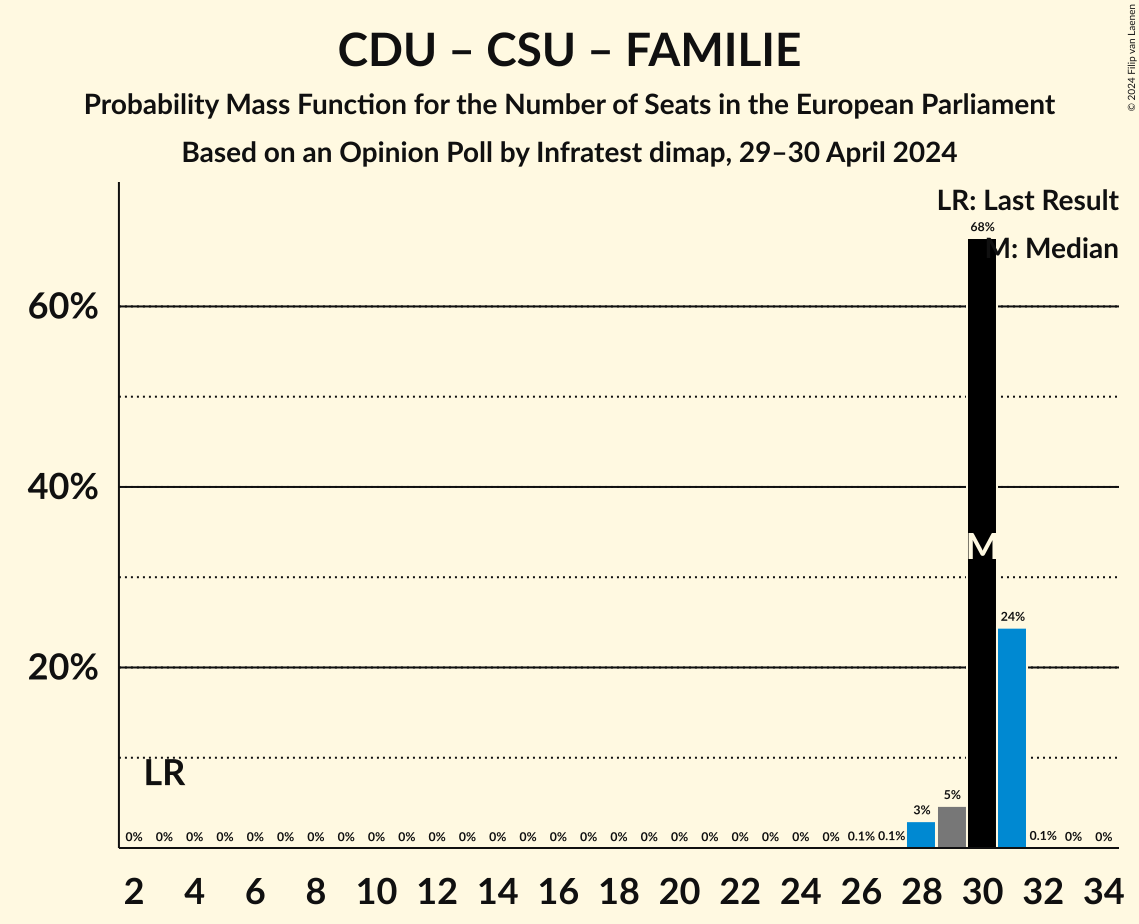 CDU – CSU – FAMILIE
Probability Mass Function for the Number of Seats in the European Parliament
Based on an Opinion Poll by Infratest dimap, 29–30 April 2024
© 2024 Filip van Laenen
LR: Last Result
M: Median
68%
60%
40%
M
24%
20%
LR
5%
3%
0% 0% 0% 0% 0% 0% 0% 0% 0% 0% 0% 0% 0% 0% 0% 0% 0% 0% 0% 0% 0% 0% 0% 0% 0.1% 0.1% 0.1% 0% 0%
2 4 6 8 10 12 14 16 18 20 22 24 26 28 30 32 34